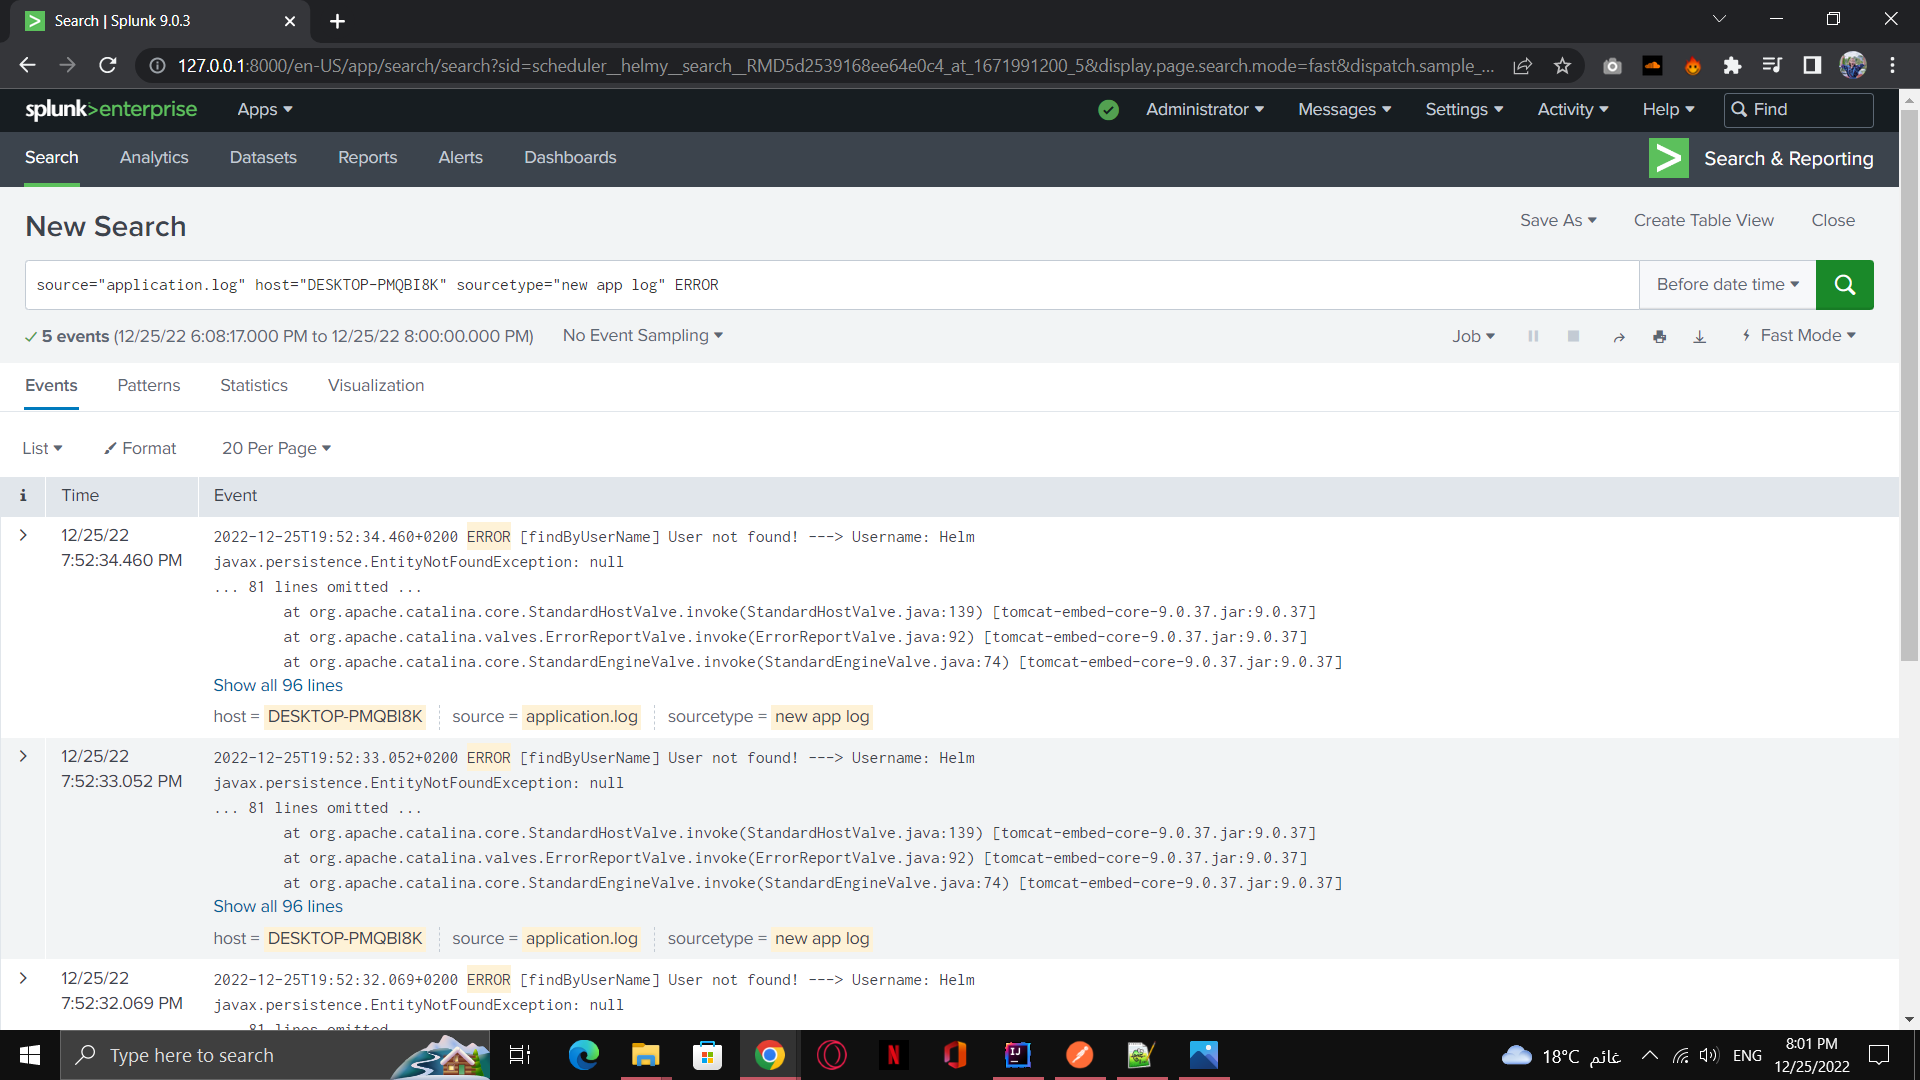 Search | Splunk 9.0.3
127.0.0.1:8000/en-US/app/search/search?sid=scheduler__helmy__search__RMD5d2539168ee64e0c4_at_1671991200_5&display.page.search.mode=fast&dispatch.sample_...
splunk>enterprise Apps Administrator Messages Settings Activity Help Find
Search Analytics Datasets Reports Alerts Dashboards Search & Reporting
New Search Save As Create Table View Close
source="application.log" host="DESKTOP-PMQBI8K" sourcetype="new app log" ERROR Before date time
5 events (12/25/22 6:08:17.000 PM to 12/25/22 8:00:00.000 PM) No Event Sampling Job Fast Mode
Events Patterns Statistics Visualization
List Format 20 Per Page
i Time Event
12/25/22 7:52:34.460 PM
2022-12-25T19:52:34.460+0200 ERROR [findByUserName] User not found! ---> Username: Helm
javax.persistence.EntityNotFoundException: null
... 81 lines omitted ...
at org.apache.catalina.core.StandardHostValve.invoke(StandardHostValve.java:139) [tomcat-embed-core-9.0.37.jar:9.0.37]
at org.apache.catalina.valves.ErrorReportValve.invoke(ErrorReportValve.java:92) [tomcat-embed-core-9.0.37.jar:9.0.37]
at org.apache.catalina.core.StandardEngineValve.invoke(StandardEngineValve.java:74) [tomcat-embed-core-9.0.37.jar:9.0.37]
Show all 96 lines
host = DESKTOP-PMQBI8K source = application.log sourcetype = new app log
12/25/22 7:52:33.052 PM
2022-12-25T19:52:33.052+0200 ERROR [findByUserName] User not found! ---> Username: Helm
javax.persistence.EntityNotFoundException: null
... 81 lines omitted ...
at org.apache.catalina.core.StandardHostValve.invoke(StandardHostValve.java:139) [tomcat-embed-core-9.0.37.jar:9.0.37]
at org.apache.catalina.valves.ErrorReportValve.invoke(ErrorReportValve.java:92) [tomcat-embed-core-9.0.37.jar:9.0.37]
at org.apache.catalina.core.StandardEngineValve.invoke(StandardEngineValve.java:74) [tomcat-embed-core-9.0.37.jar:9.0.37]
Show all 96 lines
host = DESKTOP-PMQBI8K source = application.log sourcetype = new app log
12/25/22 7:52:32.069 PM
2022-12-25T19:52:32.069+0200 ERROR [findByUserName] User not found! ---> Username: Helm
javax.persistence.EntityNotFoundException: null
... 81 lines omitted ...
Type here to search 18°C غائم ENG 8:01 PM
12/25/2022